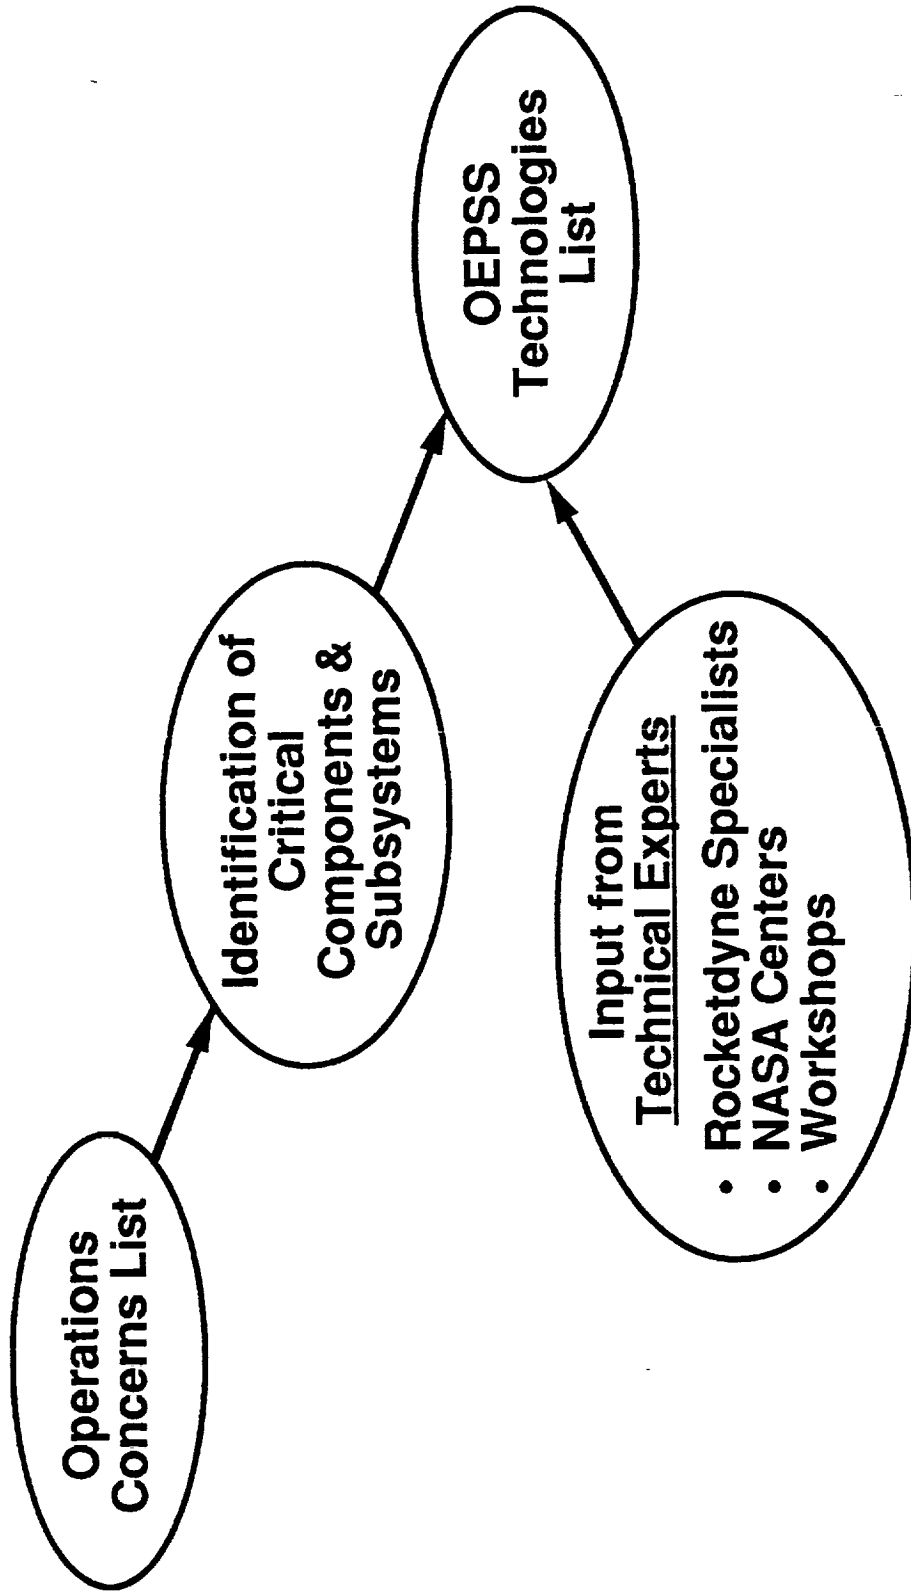 Operations
Concerns List
Identification of
Critical
Components &
Subsystems
OEPSS
Technologies
List
Input from
Technical Experts
• Rocketdyne Specialists
• NASA Centers
• Workshops